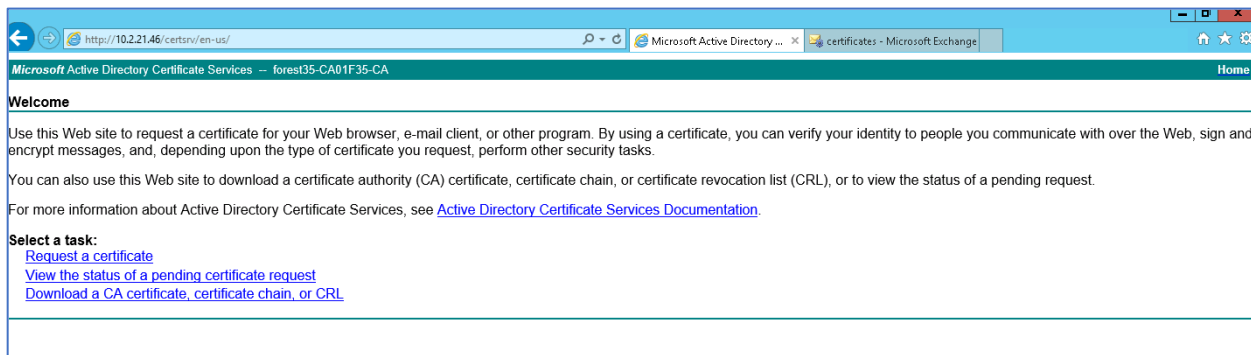 http://10.2.21.46/certsrv/en-us/
Microsoft Active Directory ...
certificates - Microsoft Exchange
Microsoft Active Directory Certificate Services -- forest35-CA01F35-CA
Home
Welcome
Use this Web site to request a certificate for your Web browser, e-mail client, or other program. By using a certificate, you can verify your identity to people you communicate with over the Web, sign and
encrypt messages, and, depending upon the type of certificate you request, perform other security tasks.
You can also use this Web site to download a certificate authority (CA) certificate, certificate chain, or certificate revocation list (CRL), or to view the status of a pending request.
For more information about Active Directory Certificate Services, see Active Directory Certificate Services Documentation.
Select a task:
Request a certificate
View the status of a pending certificate request
Download a CA certificate, certificate chain, or CRL